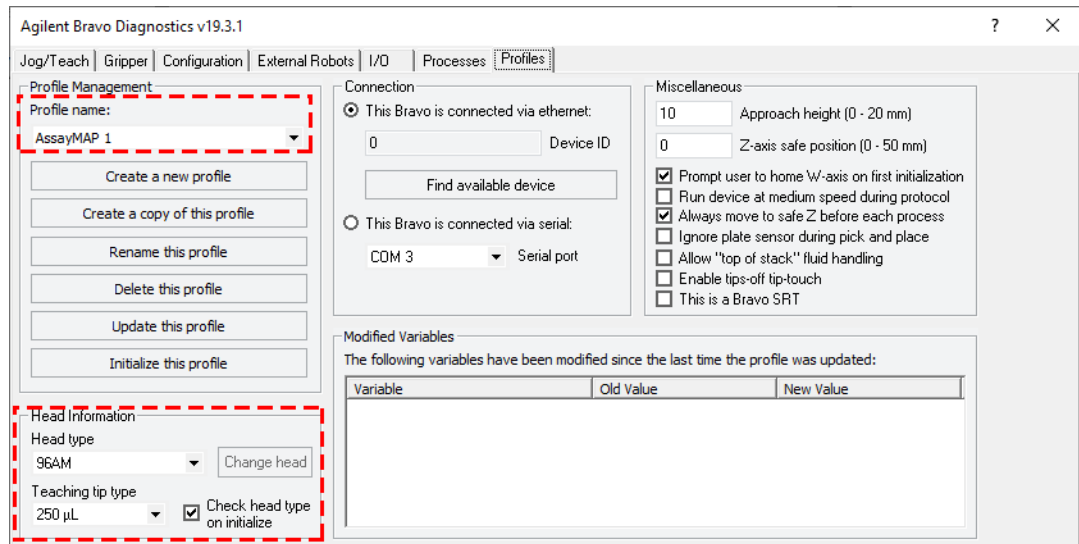 Agilent Bravo Diagnostics v19.3.1
?
Jog/Teach
Gripper
Configuration
External Robots
I/O
Processes
Profiles
Profile Management
Profile name:
AssayMAP 1
Create a new profile
Create a copy of this profile
Rename this profile
Delete this profile
Update this profile
Initialize this profile
Head Information
Head type
96AM
Change head
Teaching tip type
250 µL
Check head type
on initialize
Connection
This Bravo is connected via ethernet:
0
Device ID
Find available device
This Bravo is connected via serial:
COM 3
Serial port
Miscellaneous
10
Approach height (0 - 20 mm)
0
Z-axis safe position (0 - 50 mm)
Prompt user to home W-axis on first initialization
Run device at medium speed during protocol
Always move to safe Z before each process
Ignore plate sensor during pick and place
Allow "top of stack" fluid handling
Enable tips-off tip-touch
This is a Bravo SRT
Modified Variables
The following variables have been modified since the last time the profile was updated:
Variable
Old Value
New Value